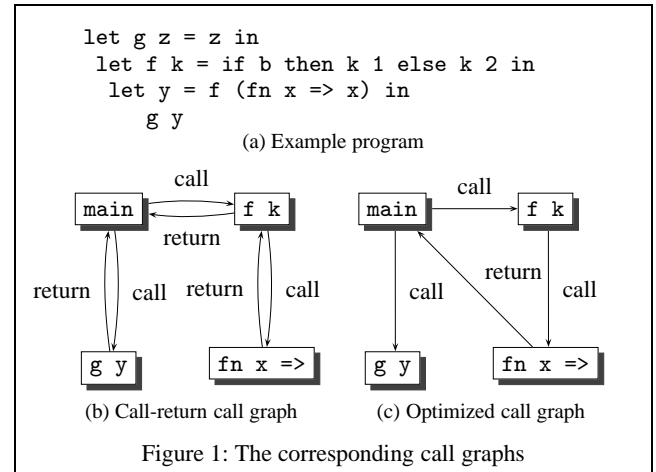 let g z = z in
let f k = if b then k 1 else k 2 in
let y = f (fn x => x) in
g y
(a) Example program
call
main
f k
return
return
call
return
call
g y
fn x =>
(b) Call-return call graph
call
main
f k
return
call
call
g y
fn x =>
(c) Optimized call graph
Figure 1: The corresponding call graphs